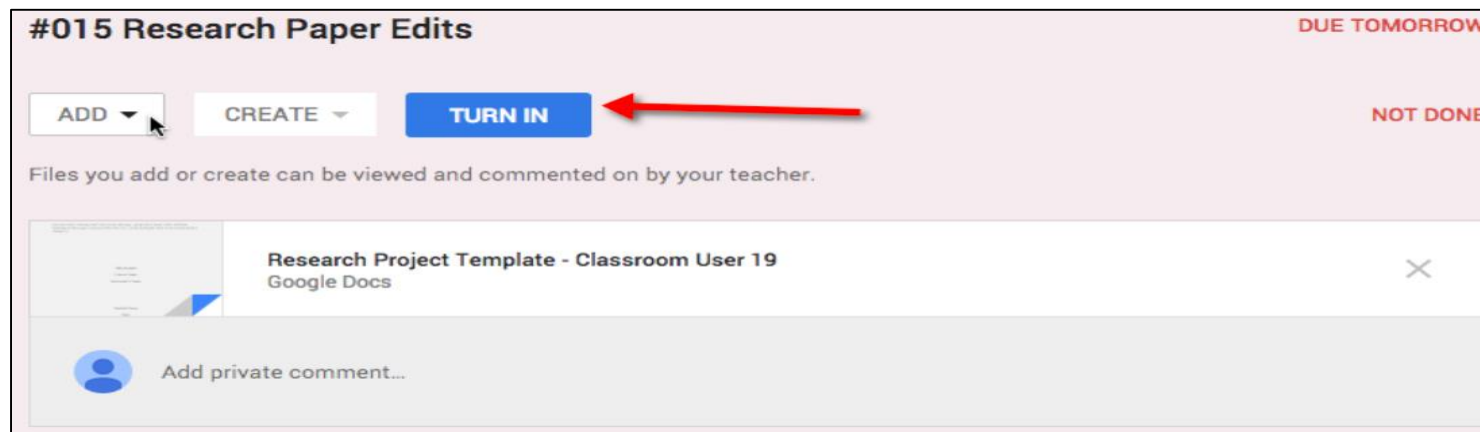 #015 Research Paper Edits
DUE TOMORROW
ADD
CREATE
TURN IN
NOT DONE
Files you add or create can be viewed and commented on by your teacher.
Research Project Template - Classroom User 19
Google Docs
Add private comment...